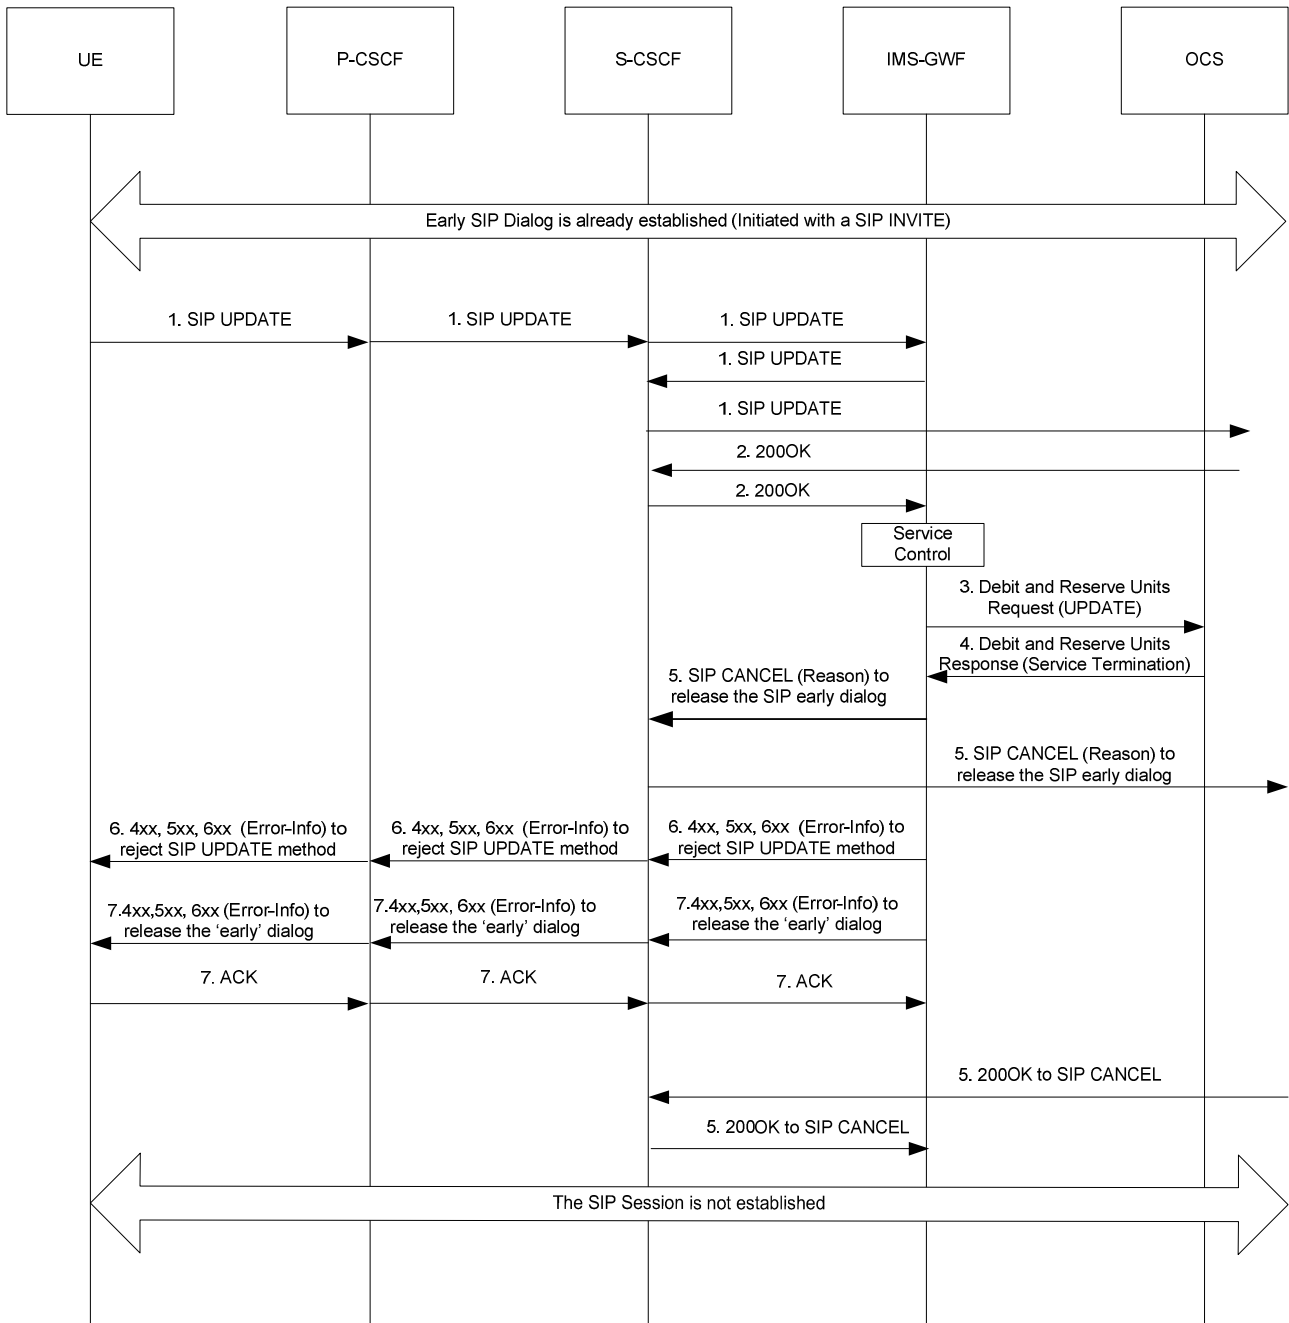 UE
P-CSCF
S-CSCF
IMS-GWF
OCS
Early SIP Dialog is already established (Initiated with a SIP INVITE)
1. SIP UPDATE
1. SIP UPDATE
1. SIP UPDATE
1. SIP UPDATE
1. SIP UPDATE
2. 200OK
2. 200OK
Service
Control
3. Debit and Reserve Units
Request (UPDATE)
4. Debit and Reserve Units
Response (Service Termination)
5. SIP CANCEL (Reason) to
release the SIP early dialog
5. SIP CANCEL (Reason) to
release the SIP early dialog
6. 4xx, 5xx, 6xx (Error-Info) to
reject SIP UPDATE method
6. 4xx, 5xx, 6xx (Error-Info) to
reject SIP UPDATE method
6. 4xx, 5xx, 6xx (Error-Info) to
reject SIP UPDATE method
7.4xx,5xx, 6xx (Error-Info) to
release the ‘early’ dialog
7.4xx,5xx, 6xx (Error-Info) to
release the ‘early’ dialog
7.4xx,5xx, 6xx (Error-Info) to
release the ‘early’ dialog
7. ACK
7. ACK
7. ACK
5. 200OK to SIP CANCEL
5. 200OK to SIP CANCEL
The SIP Session is not established